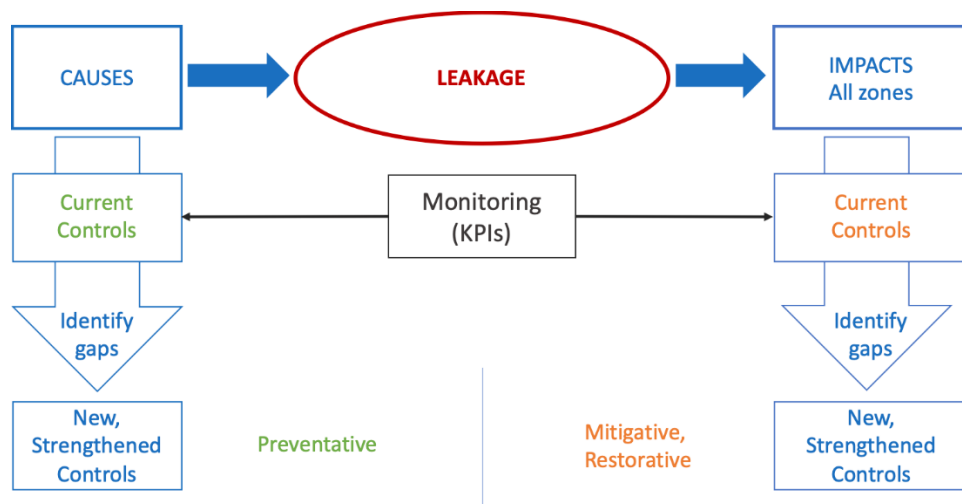 CAUSES
LEAKAGE
IMPACTS
All zones
Current
Controls
Monitoring
(KPIs)
Current
Controls
Identify
gaps
Identify
gaps
New,
Strengthened
Controls
Preventative
Mitigative,
Restorative
New,
Strengthened
Controls